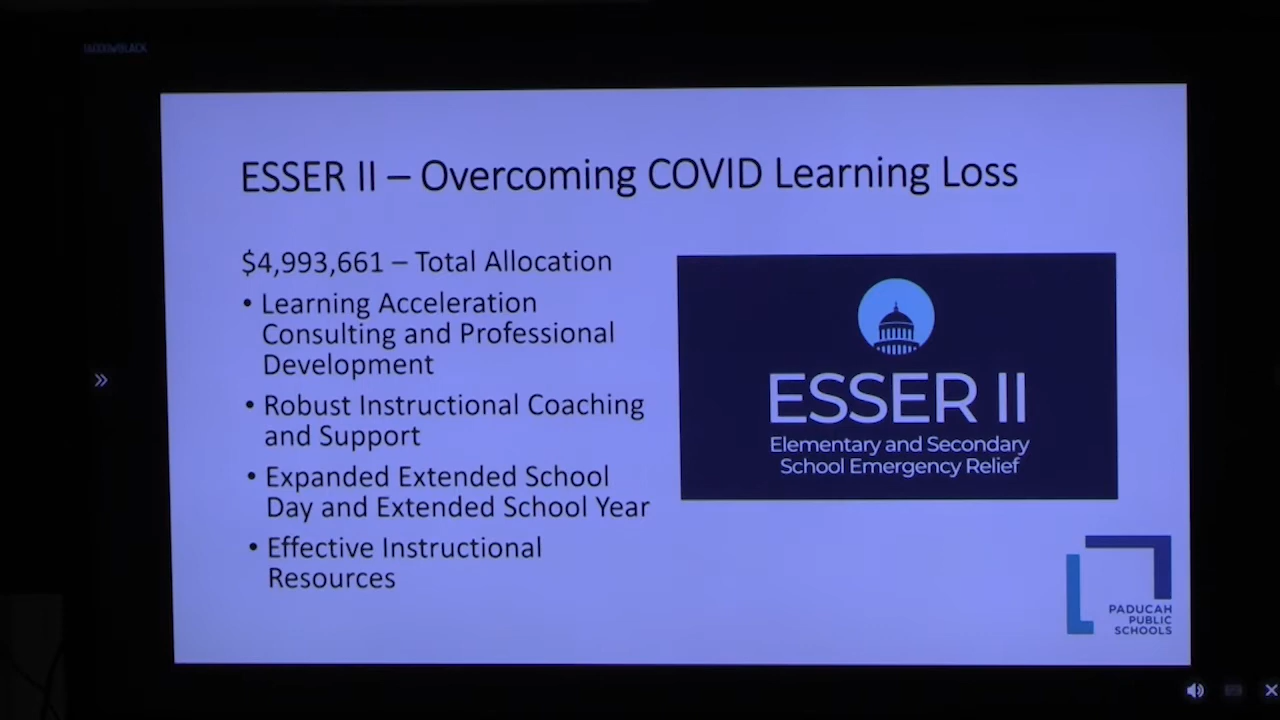 ESSER II – Overcoming COVID Learning Loss
$4,993,661 – Total Allocation
• Learning Acceleration
Consulting and Professional
Development
• Robust Instructional Coaching
and Support
• Expanded Extended School
Day and Extended School Year
• Effective Instructional
Resources
ESSER II
Elementary and Secondary
School Emergency Relief
PADUCAH
PUBLIC
SCHOOLS